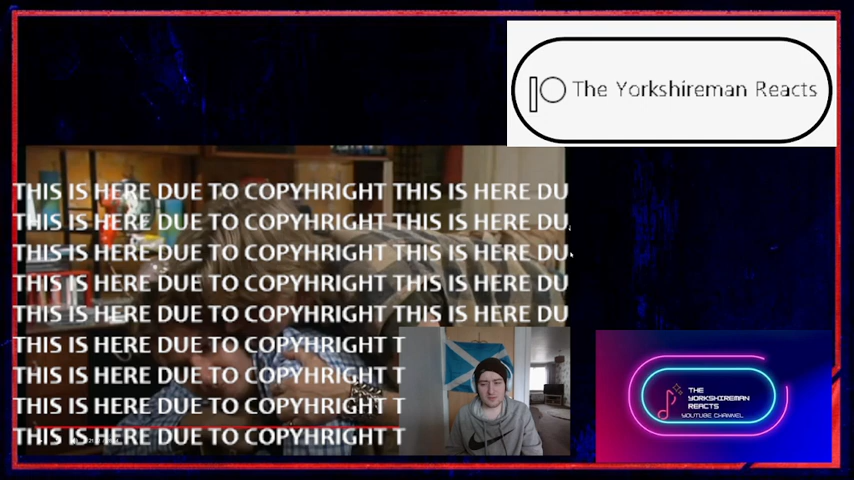 The Yorkshireman Reacts
THIS IS HERE DUE TO COPYHRIGHT THIS IS HERE DU
THIS IS HERE DUE TO COPYHRIGHT THIS IS HERE DU
THIS IS HERE DUE TO COPYHRIGHT THIS IS HERE DU
THIS IS HERE DUE TO COPYHRIGHT THIS IS HERE DU
THIS IS HERE DUE TO COPYHRIGHT THIS IS HERE DU
THIS IS HERE DUE TO COPYHRIGHT T
THIS IS HERE DUE TO COPYHRIGHT T
THIS IS HERE DUE TO COPYHRIGHT T
THIS IS HERE DUE TO COPYHRIGHT T
THE
YORKSHIREMAN
REACTS
YOUTUBE CHANNEL